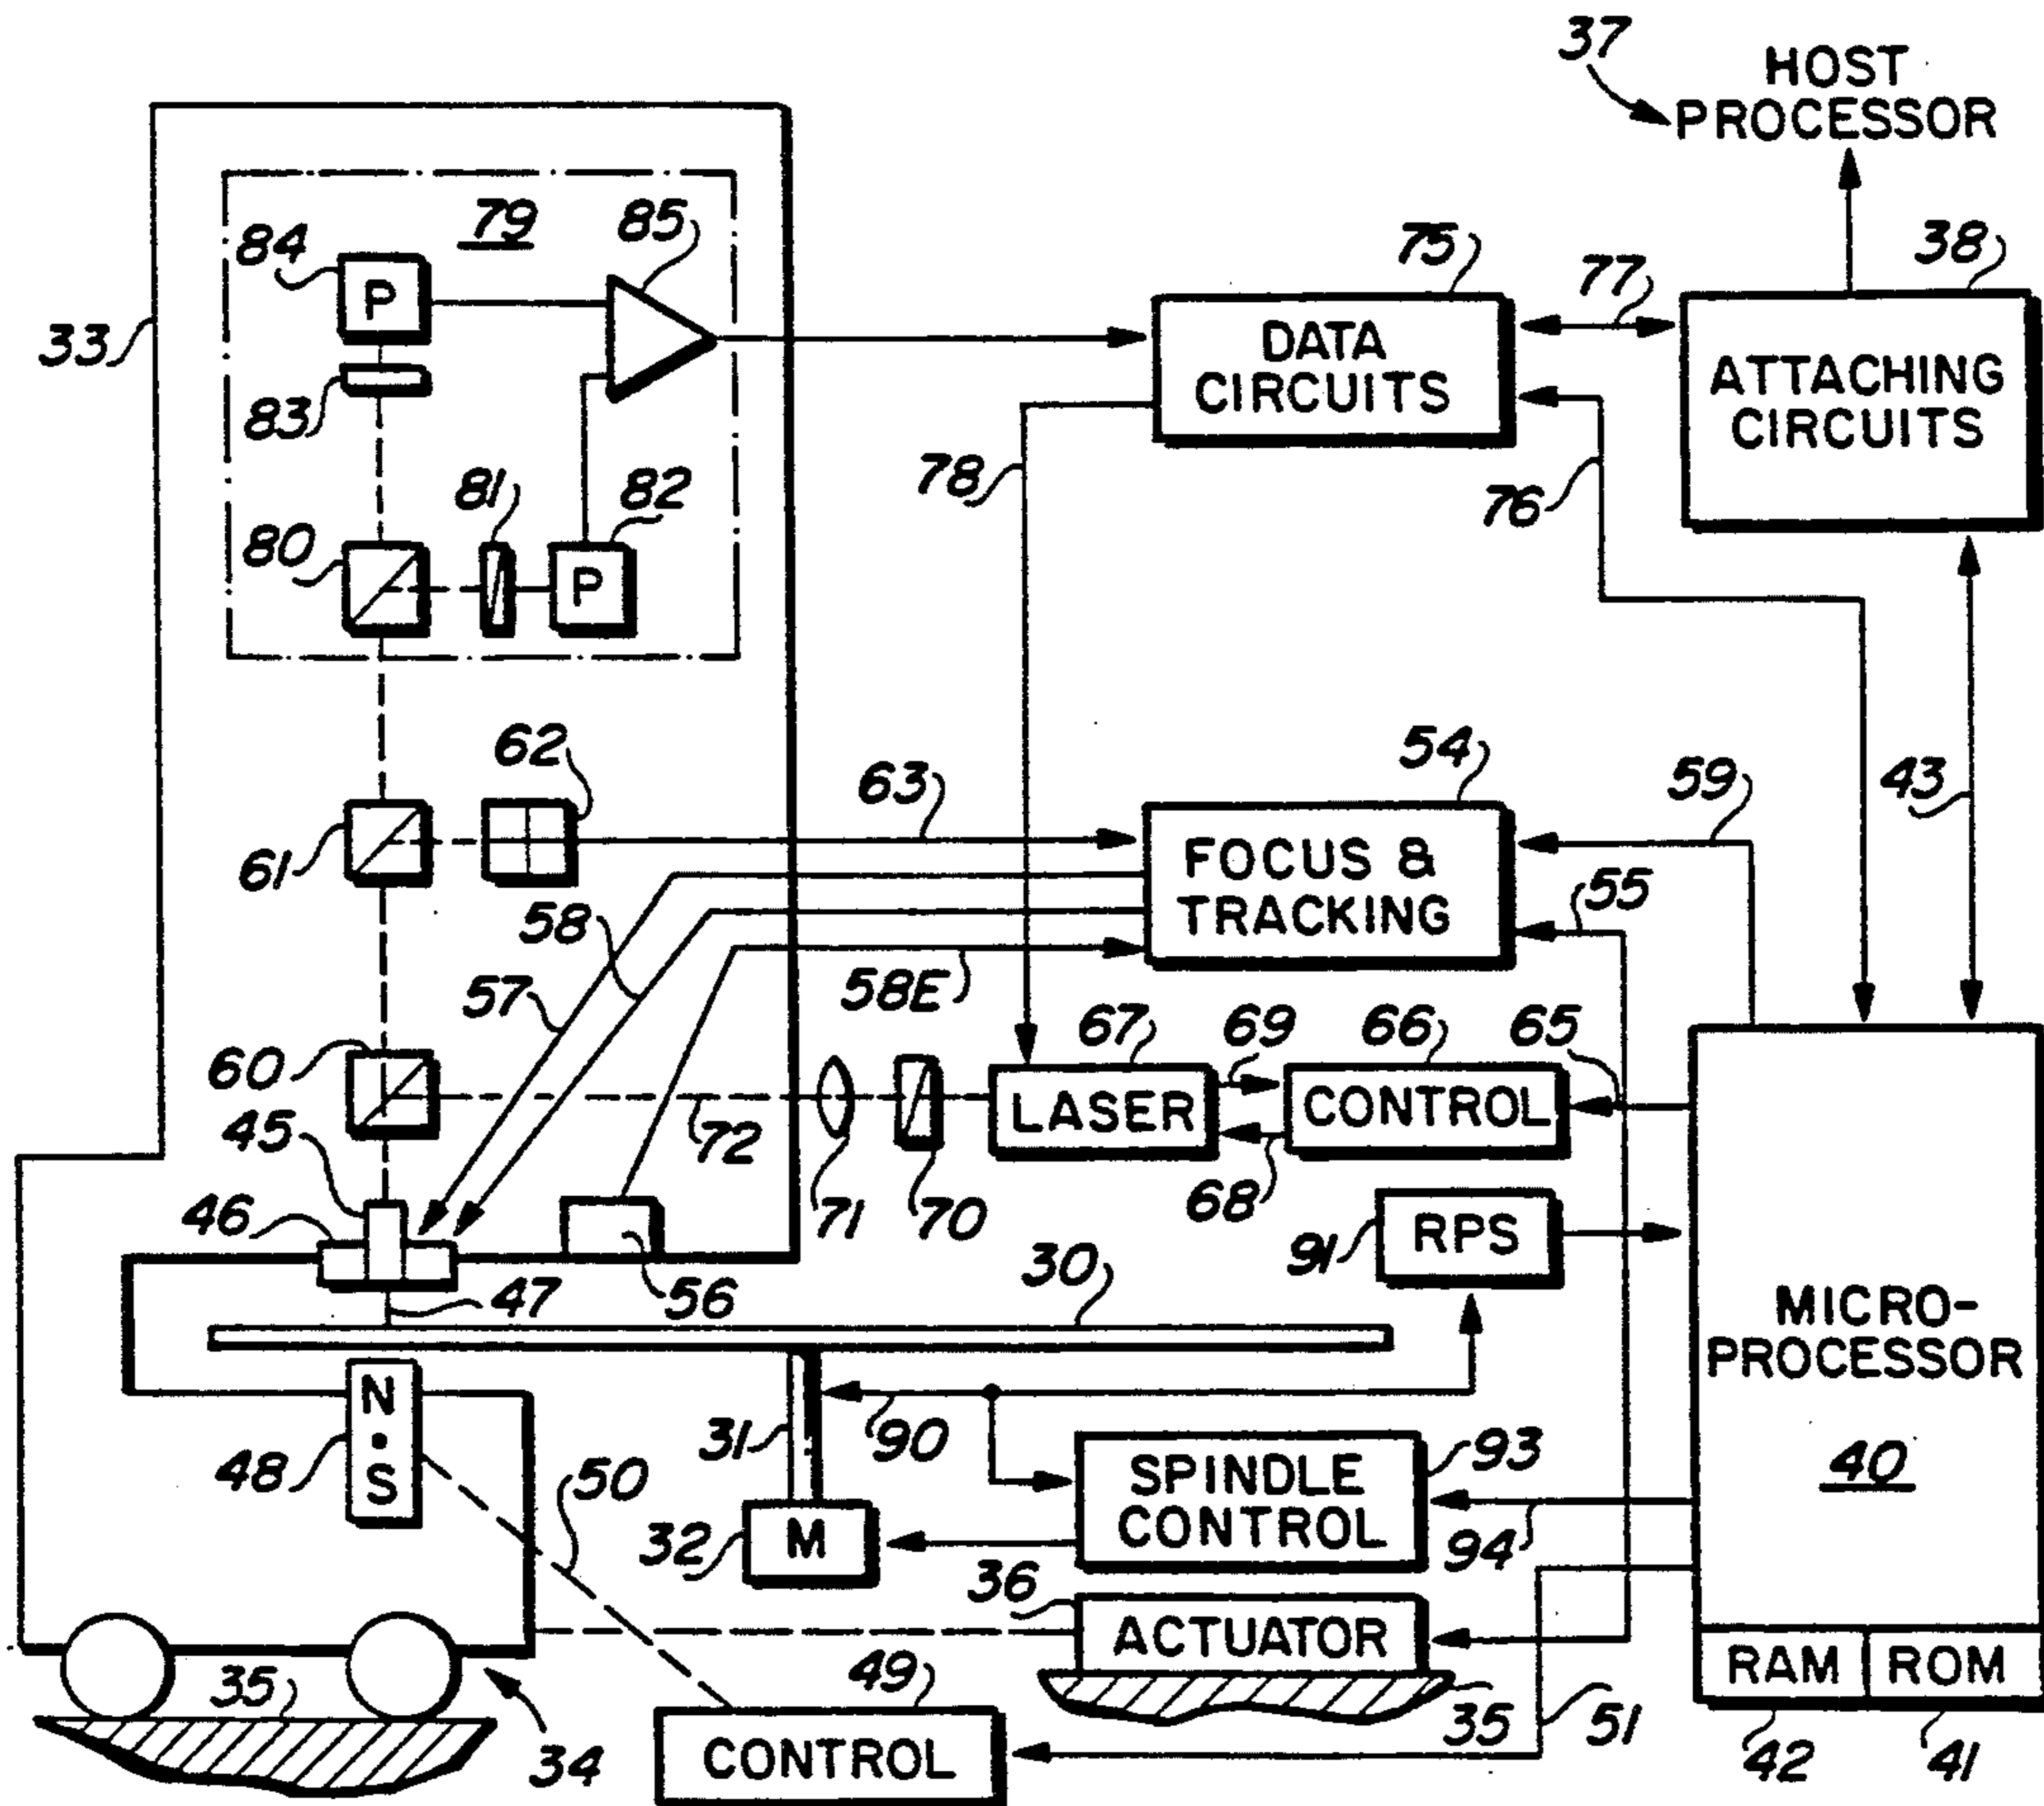 37
HOST
PROCESSOR
33
84
79
85
P
75
77
38
DATA
CIRCUITS
ATTACHING
CIRCUITS
83
78
76
81
82
80
P
62
63
54
59
43
61
FOCUS &
TRACKING
55
58
57
58E
60
67
69
66
65
LASER
CONTROL
45
72
71
70
68
46
91
RPS
47
56
30
MICRO-
PROCESSOR
40
N
S
48
31
90
93
50
SPINDLE
CONTROL
32
M
94
36
ACTUATOR
RAM
ROM
35
49
35
51
34
CONTROL
42
41